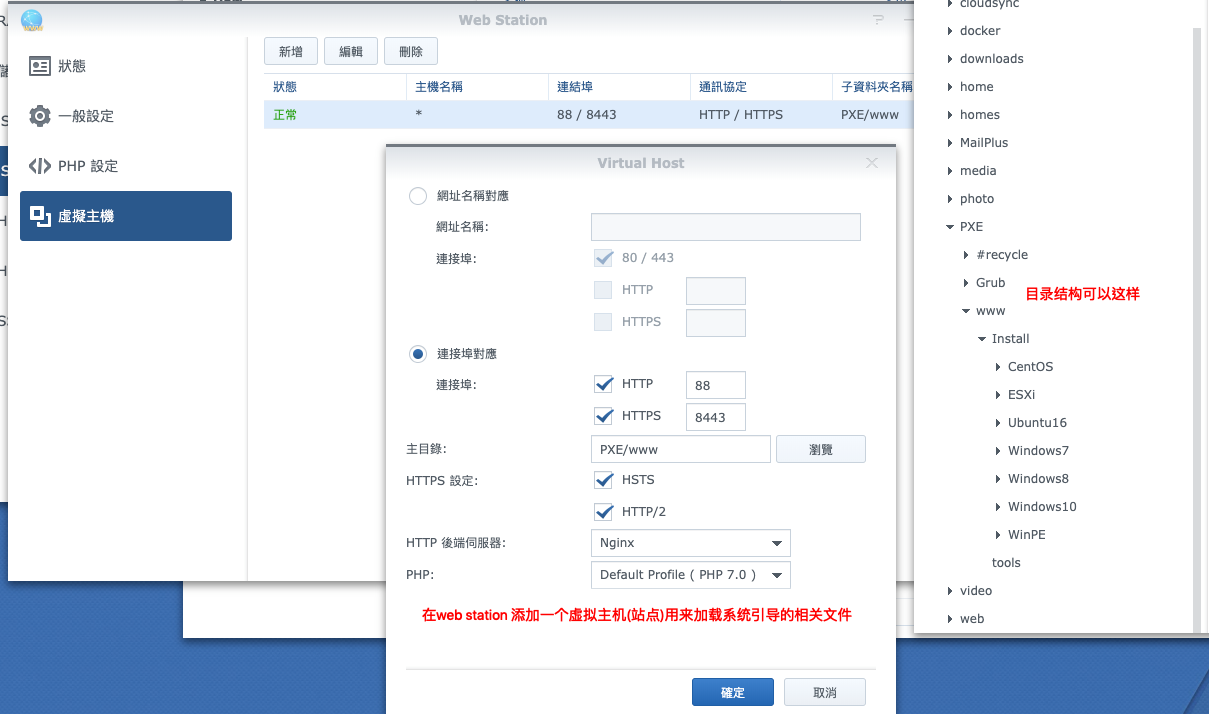 Web Station
狀態
一般設定
PHP 設定
虛擬主機
新增
編輯
刪除
狀態 主機名稱 連結埠 通訊協定 子資料夾名稱
正常 * 88 / 8443 HTTP / HTTPS PXE/www
Virtual Host
網址名稱對應
網址名稱:
連接埠: 80 / 443
HTTP
HTTPS
連接埠對應
連接埠: HTTP 88
HTTPS 8443
主目錄: PXE/www 瀏覽
HTTPS 設定: HSTS
HTTP/2
HTTP 後端伺服器: Nginx
PHP: Default Profile ( PHP 7.0 )
在web station 添加一个虚拟主机(站点)用来加载系统引导的相关文件
確定 取消
cloudsync
docker
downloads
home
homes
MailPlus
media
photo
PXE
#recycle
Grub
目录结构可以这样
www
Install
CentOS
ESXi
Ubuntu16
Windows7
Windows8
Windows10
WinPE
tools
video
web